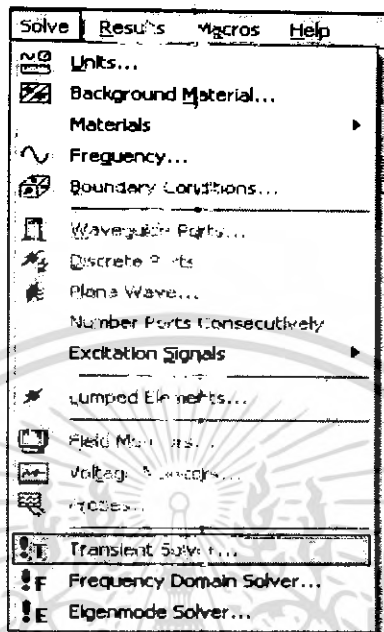 Solve Results Macros Help
Units...
Background Material...
Materials
Frequency...
Boundary Conditions...
Waveguide Ports...
Discrete Ports
Plane Wave...
Number Ports Consecutively
Excitation Signals
Lumped Elements...
Field Monitors...
Voltage Monitors...
Probes...
T Transient Solver...
F Frequency Domain Solver...
E Eigenmode Solver...